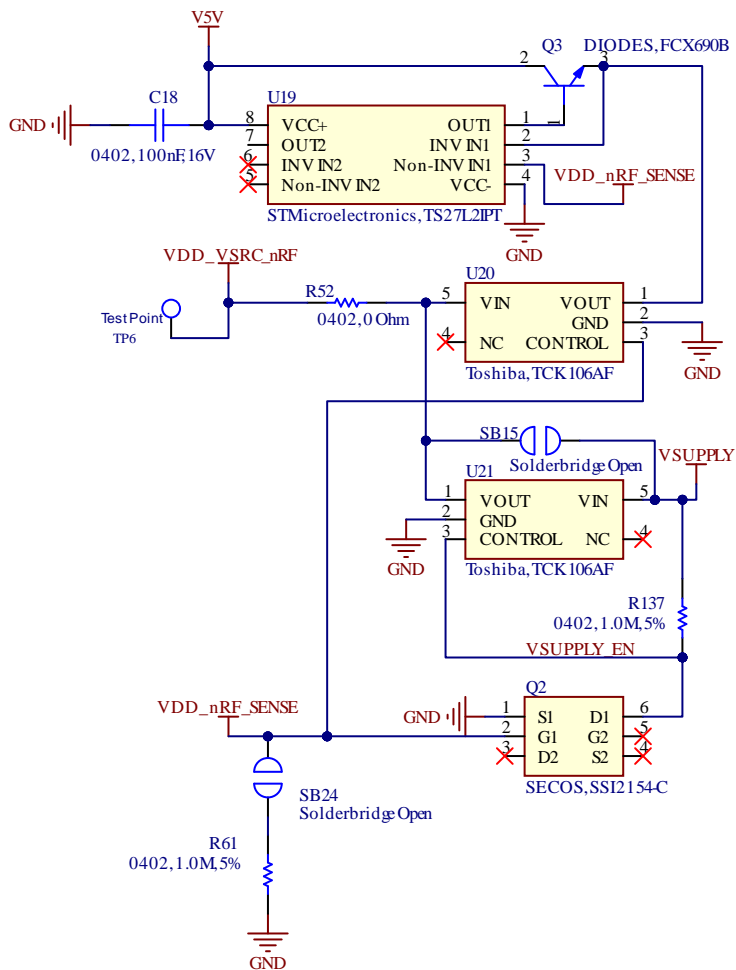 V5V
Q3 DIODES,FCX690B
2
3
1
U19
C18
GND
0402,100nF,16V
8 VCC+ OUT1 1
7 OUT2 INV IN1 2
6 INV IN2 Non-INV IN1 3
5 Non-INV IN2 VCC- 4
STMicroelectronics,TS27L2IPT
VDD_nRF_SENSE
GND
VDD_VSRC_nRF
R52
0402,0 Ohm
Test Point
TP6
U20
5 VIN VOUT 1
GND 2
4 NC CONTROL 3
Toshiba,TCK106AF
GND
SB15
Solderbridge Open
VSUPPLY
U21
1 VOUT VIN 5
2 GND
3 CONTROL NC 4
Toshiba,TCK106AF
GND
R137
0402,1.0M,5%
VSUPPLY_EN
Q2
VDD_nRF_SENSE
GND
1 S1 D1 6
2 G1 G2 5
3 D2 S2 4
SECOS,SSI2154-C
SB24
Solderbridge Open
R61
0402,1.0M,5%
GND